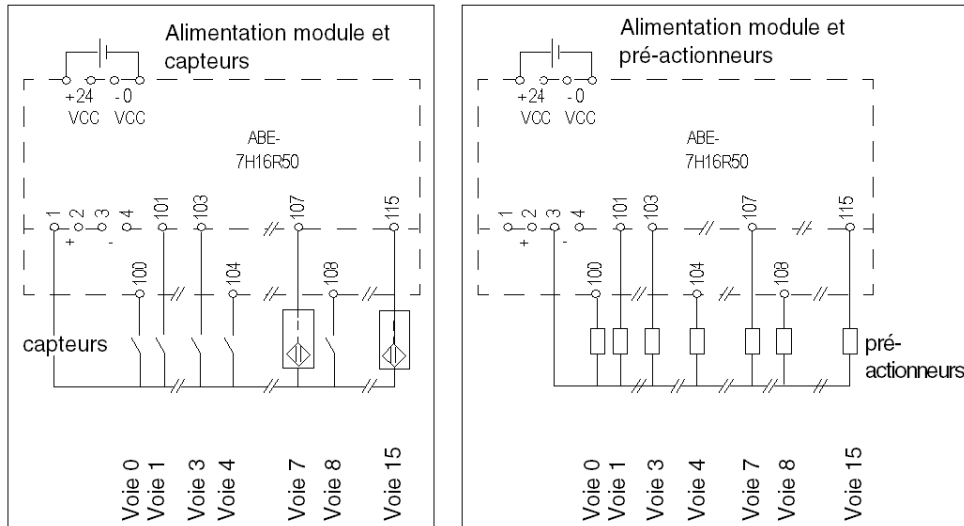 Alimentation module et
capteurs
+24
VCC
-0
VCC
ABE-
7H16R50
1
2
3
4
101
103
107
115
+
-
100
104
108
capteurs
Voie 0
Voie 1
Voie 3
Voie 4
Voie 7
Voie 8
Voie 15
Alimentation module et
pré-actionneurs
+24
VCC
-0
VCC
ABE-
7H16R50
1
2
3
4
101
103
107
115
+
-
100
104
108
pré-
actionneurs
Voie 0
Voie 1
Voie 3
Voie 4
Voie 7
Voie 8
Voie 15